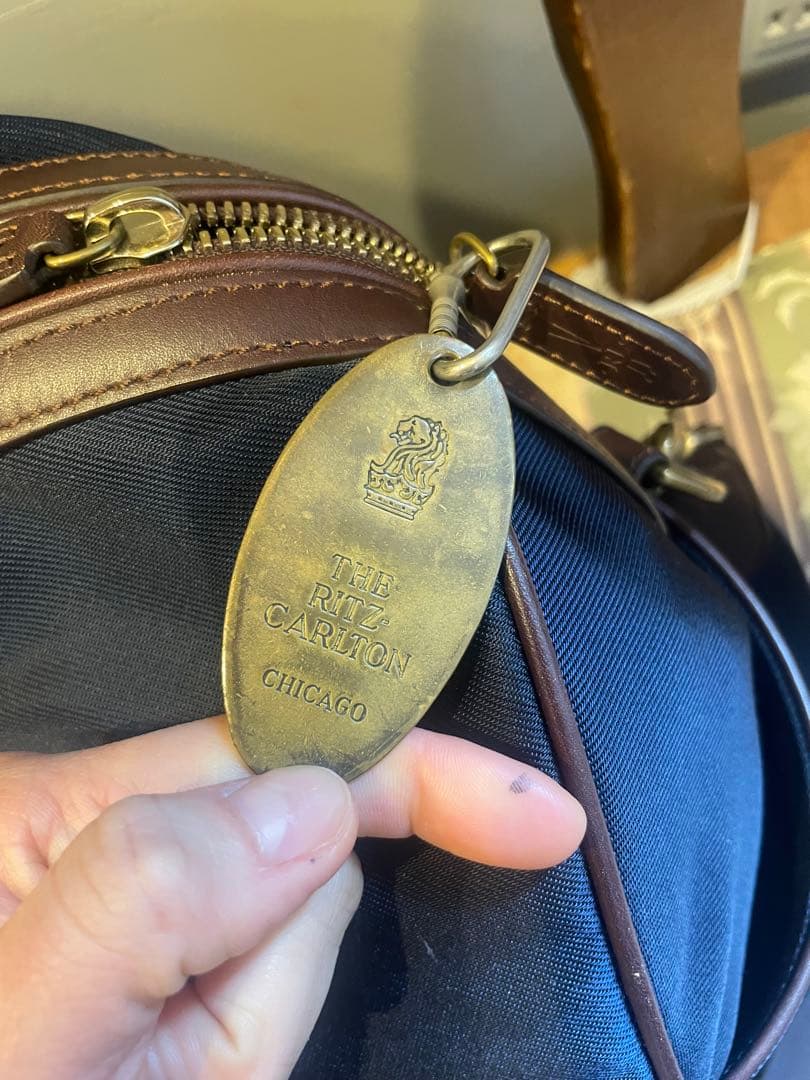 THE
RITZ-
CARLTON
CHICAGO